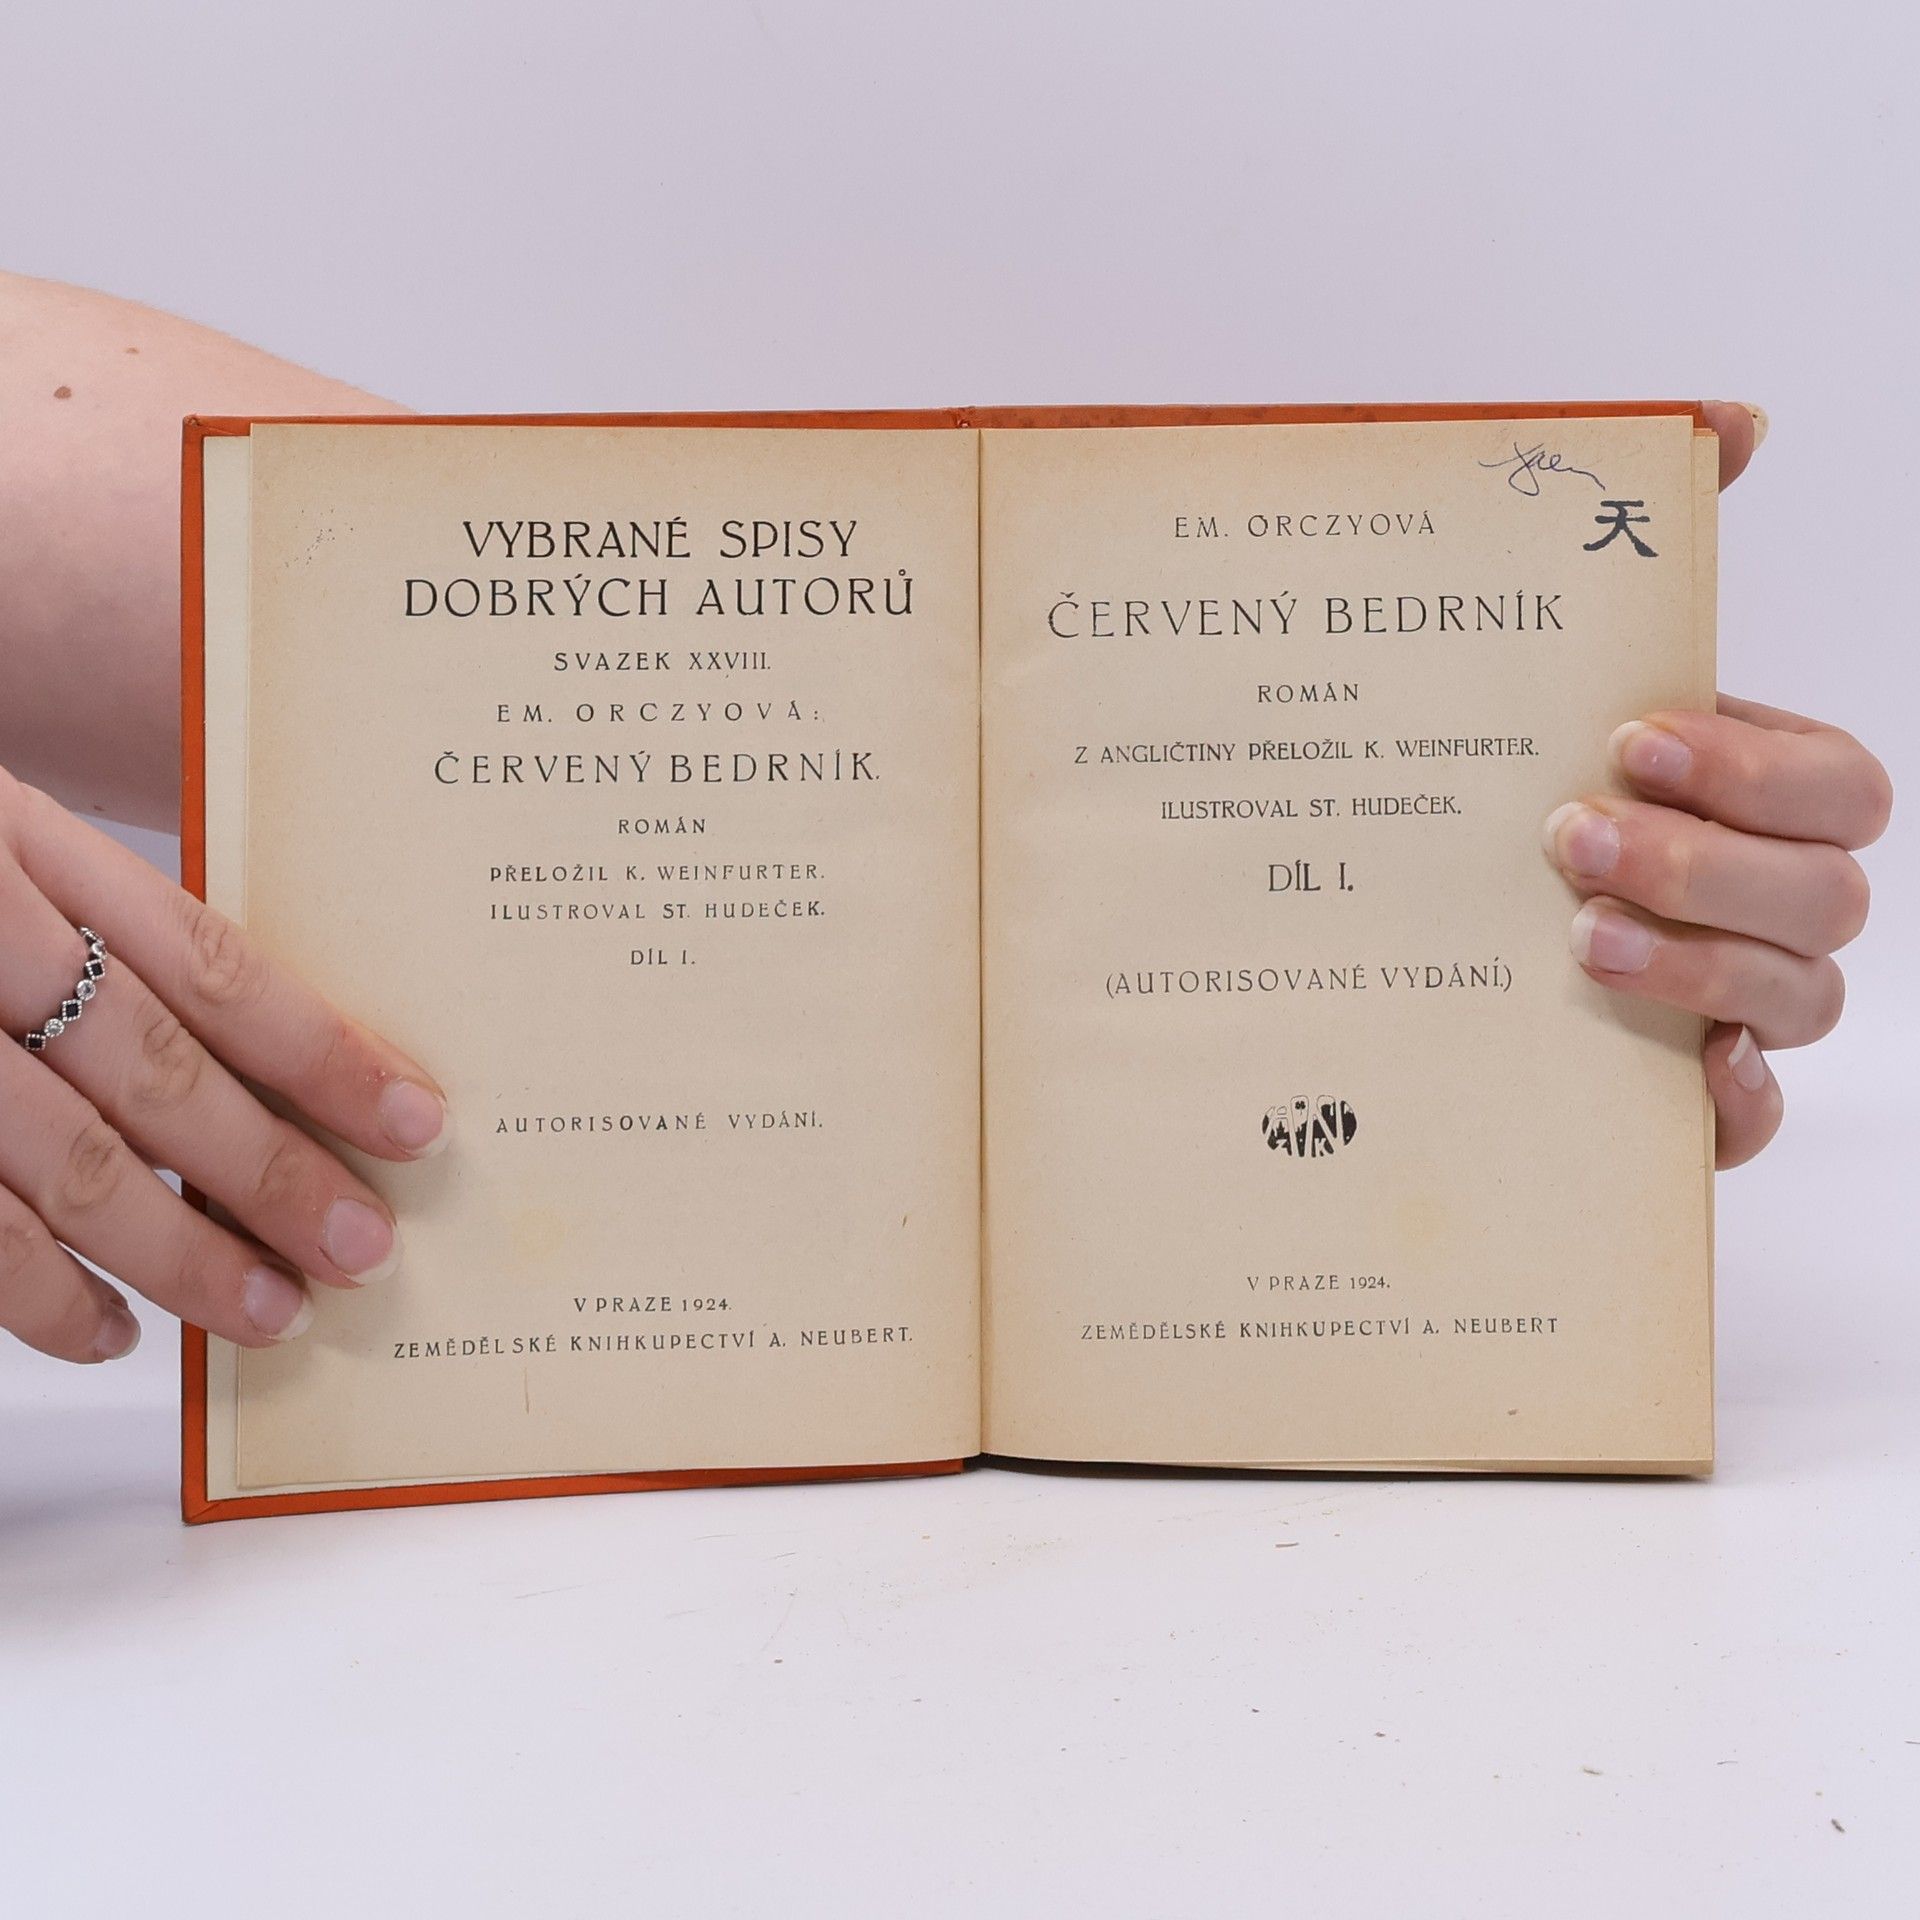 VYBRANÉ SPISY
DOBRÝCH AUTORŮ
SVAZEK XXVIII.
EM. ORCZYOVÁ:
ČERVENÝ BEDRNÍK.
ROMÁN
PŘELOŽIL K. WEINFURTER.
ILUSTROVAL ST. HUDEČEK.
DÍL I.
AUTORISOVANÉ VYDÁNÍ.
V PRAZE 1924.
ZEMĚDĚLSKÉ KNIHKUPECTVÍ A. NEUBERT.
天
EM. ORCZYOVÁ
ČERVENÝ BEDRNÍK
ROMÁN
Z ANGLIČTINY PŘELOŽIL K. WEINFURTER.
ILUSTROVAL ST. HUDEČEK.
DÍL I.
(AUTORISOVANÉ VYDÁNÍ.)
V PRAZE 1924.
ZEMĚDĚLSKÉ KNIHKUPECTVÍ A. NEUBERT